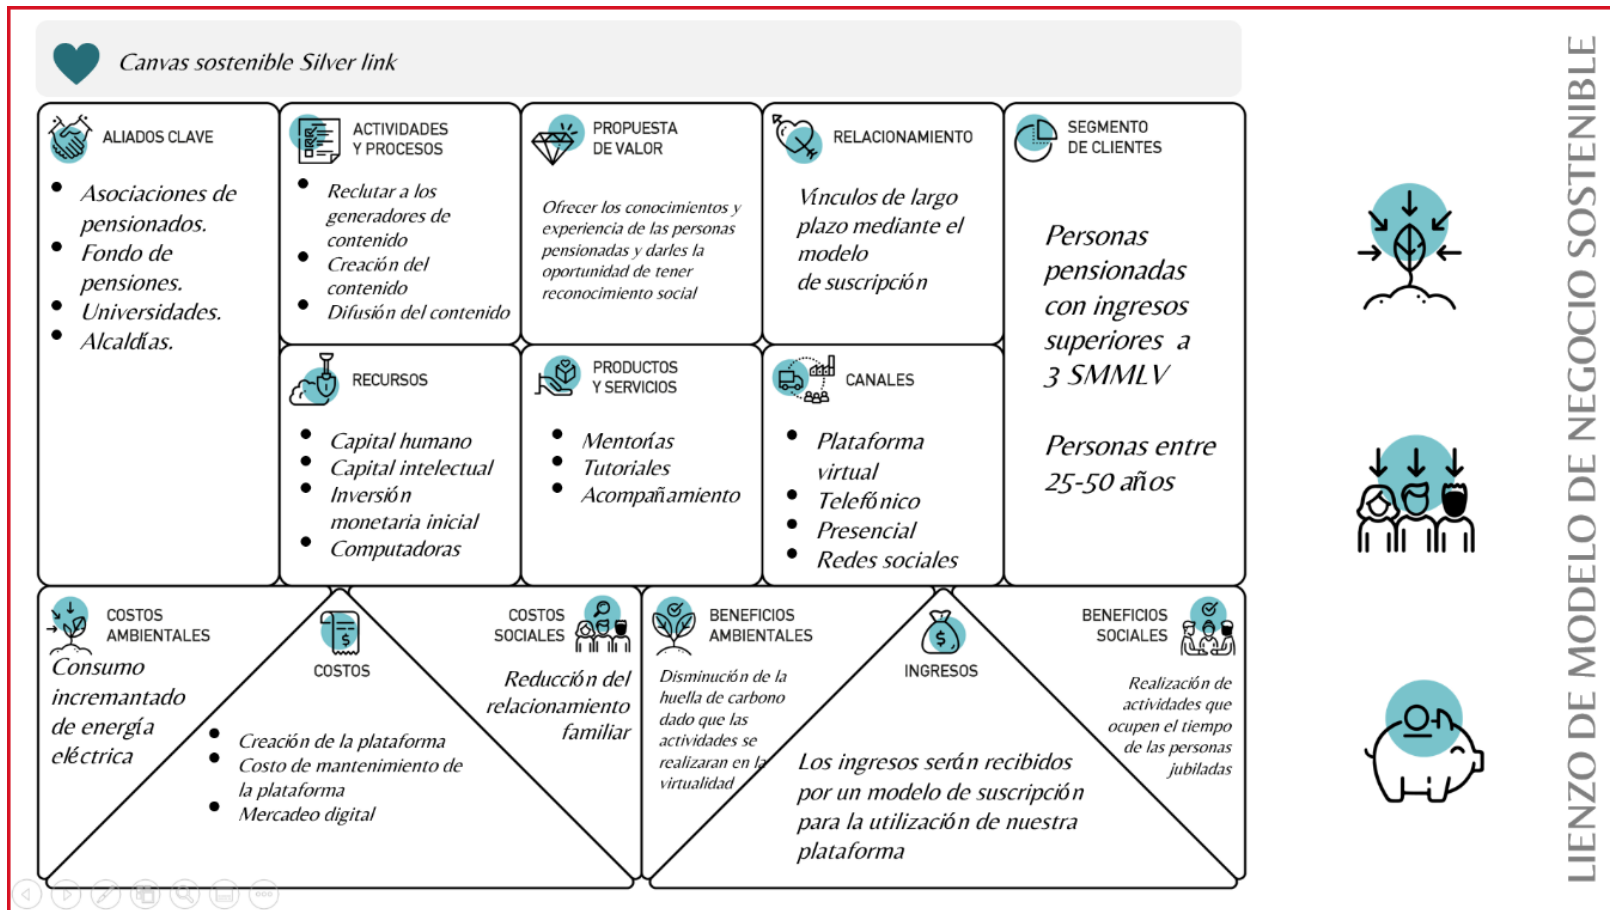 Canvas sostenible Silver link
ALIADOS CLAVE
Asociaciones de
pensionados.
Fondo de
pensiones.
Universidades.
Alcaldías.
ACTIVIDADES
Y PROCESOS
Reclutar a los
generadores de
contenido
Creación del
contenido
Difusión del contenido
RECURSOS
Capital humano
Capital intelectual
Inversión
monetaria inicial
Computadoras
PROPUESTA
DE VALOR
Ofrecer los conocimientos y
experiencia de las personas
pensionadas y darles la
oportunidad de tener
reconocimiento social
PRODUCTOS
Y SERVICIOS
Mentorías
Tutoriales
Acompañamiento
RELACIONAMIENTO
Vínculos de largo
plazo mediante el
modelo
de suscripción
CANALES
Plataforma
virtual
Telefónico
Presencial
Redes sociales
SEGMENTO
DE CLIENTES
Personas
pensionadas
con ingresos
superiores a
3 SMMLV
Personas entre
25-50 años
COSTOS
AMBIENTALES
Consumo
incremantado
de energía
eléctrica
COSTOS
Creación de la plataforma
Costo de mantenimiento de
la plataforma
Mercadeo digital
COSTOS
SOCIALES
Reducción del
relacionamiento
familiar
BENEFICIOS
AMBIENTALES
Disminución de la
huella de carbono
dado que las
actividades se
realizaran en la
virtualidad
INGRESOS
Los ingresos serán recibidos
por un modelo de suscripción
para la utilización de nuestra
plataforma
BENEFICIOS
SOCIALES
Realización de
actividades que
ocupen el tiempo
de las personas
jubiladas
LIENZO DE MODELO DE NEGOCIO SOSTENIBLE